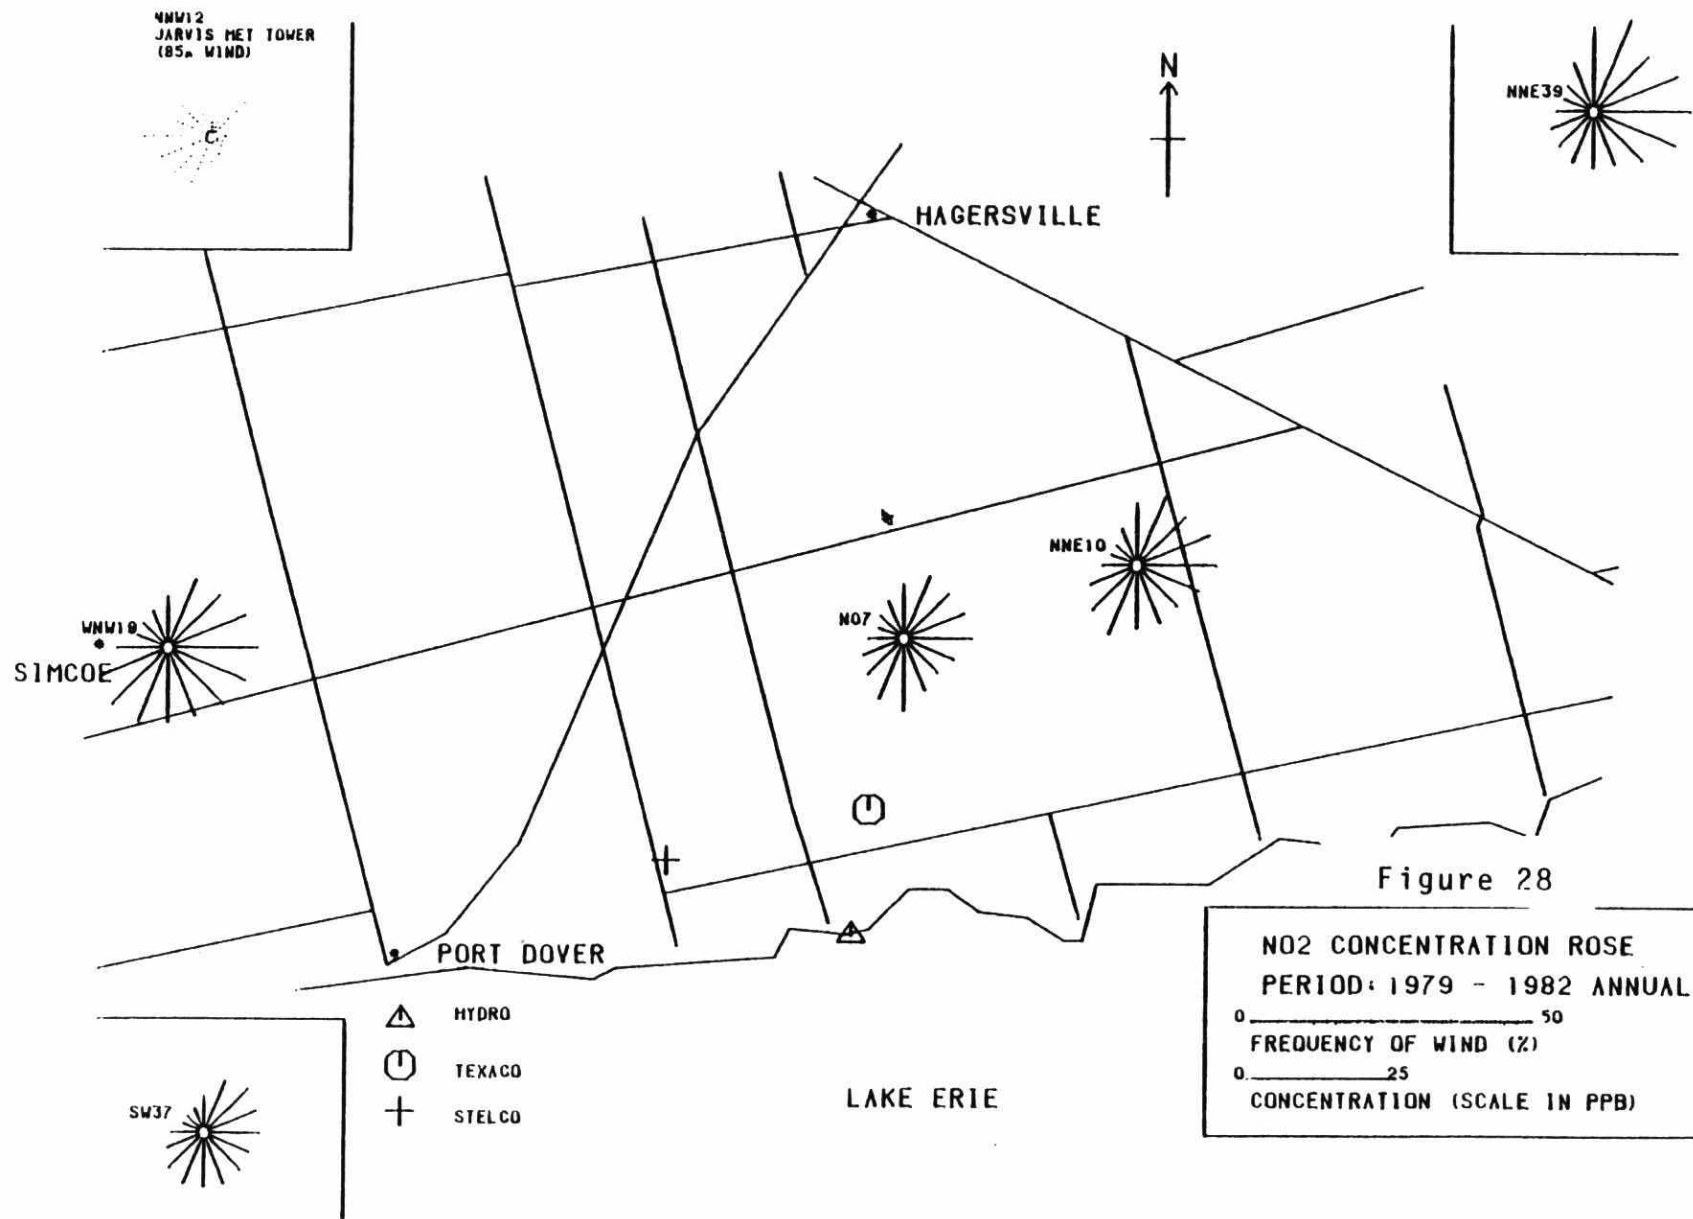 NNW12
JARVIS MET TOWER
(85m WIND)
C
N
NNE39
HAGERSVILLE
NNE10
N07
WNW19
SIMCOE
PORT DOVER
HYDRO
TEXACO
STELCO
SW37
LAKE ERIE
Figure 28
NO2 CONCENTRATION ROSE
PERIOD: 1979 - 1982 ANNUAL
0 50
FREQUENCY OF WIND (%)
0 25
CONCENTRATION (SCALE IN PPB)